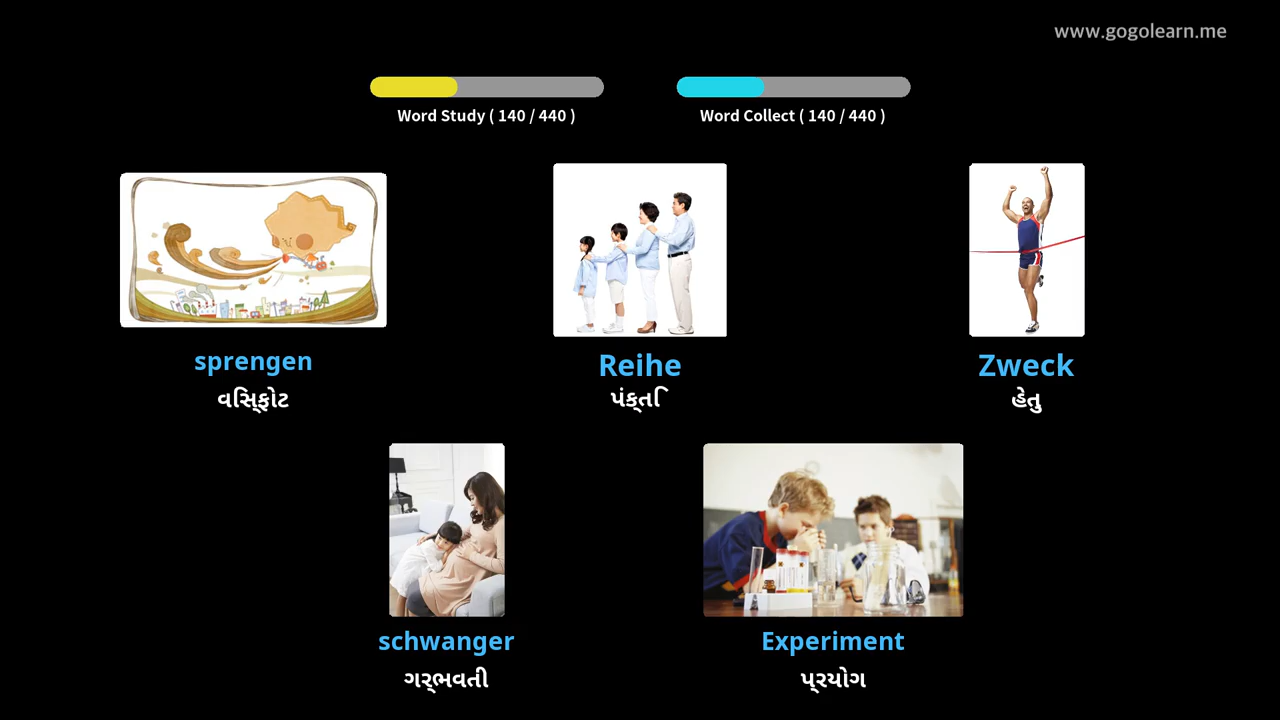 www.gogolearn.me
Word Study ( 140 / 440 )
Word Collect ( 140 / 440 )
sprengen
વિસ્ફોટ
Reihe
પંક્તિ
Zweck
હેતુ
schwanger
ગર્ભવતી
Experiment
પ્રયોગ